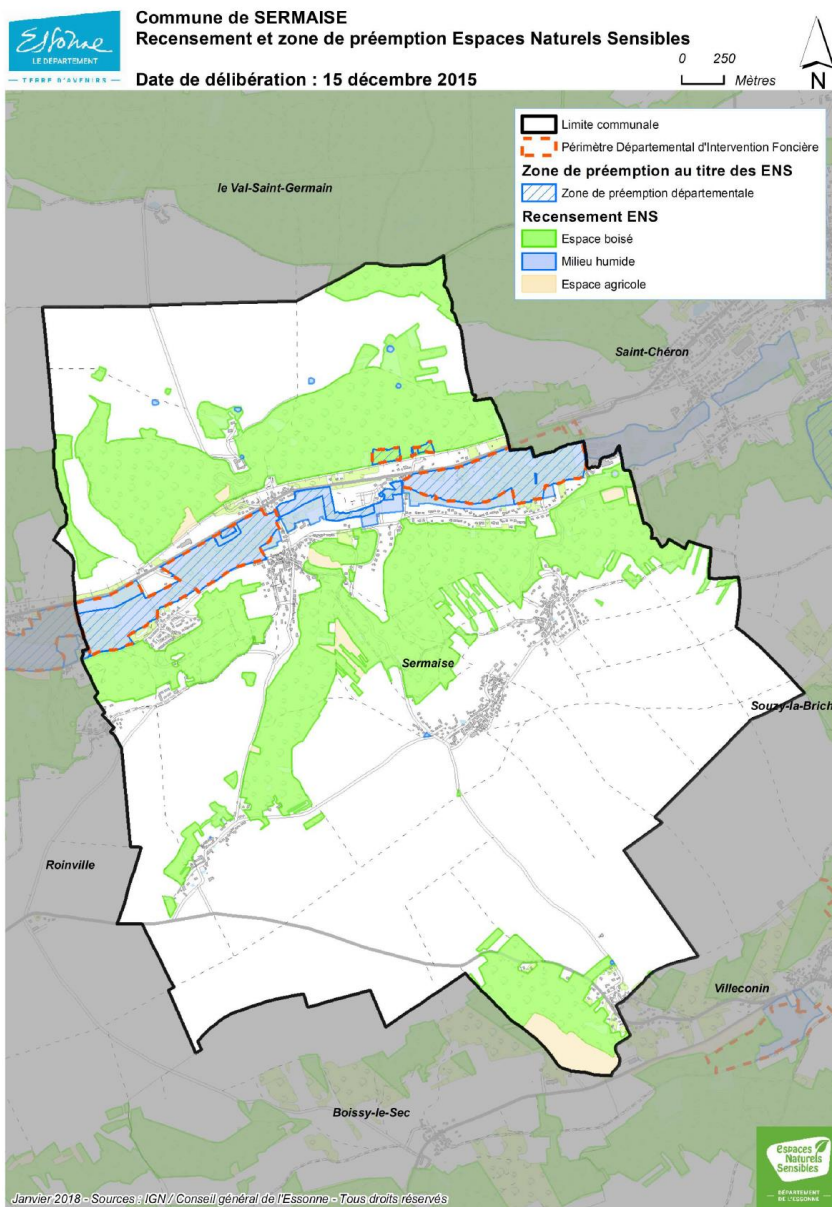 Essonne
LE DÉPARTEMENT
TERRE D'AVENIRS
Commune de SERMAISE
Recensement et zone de préemption Espaces Naturels Sensibles
Date de délibération : 15 décembre 2015
0 250
Mètres
N
Limite communale
Périmètre Départemental d'Intervention Foncière
Zone de préemption au titre des ENS
Zone de préemption départementale
Recensement ENS
Espace boisé
Milieu humide
Espace agricole
le Val-Saint-Germain
Saint-Chéron
Sermaise
Souzy-la-Brich
Roinville
Villeconin
Boissy-le-Sec
Espaces
Naturels
Sensibles
DÉPARTEMENT
DE L'ESSONNE
Janvier 2018 - Sources : IGN / Conseil général de l'Essonne - Tous droits réservés